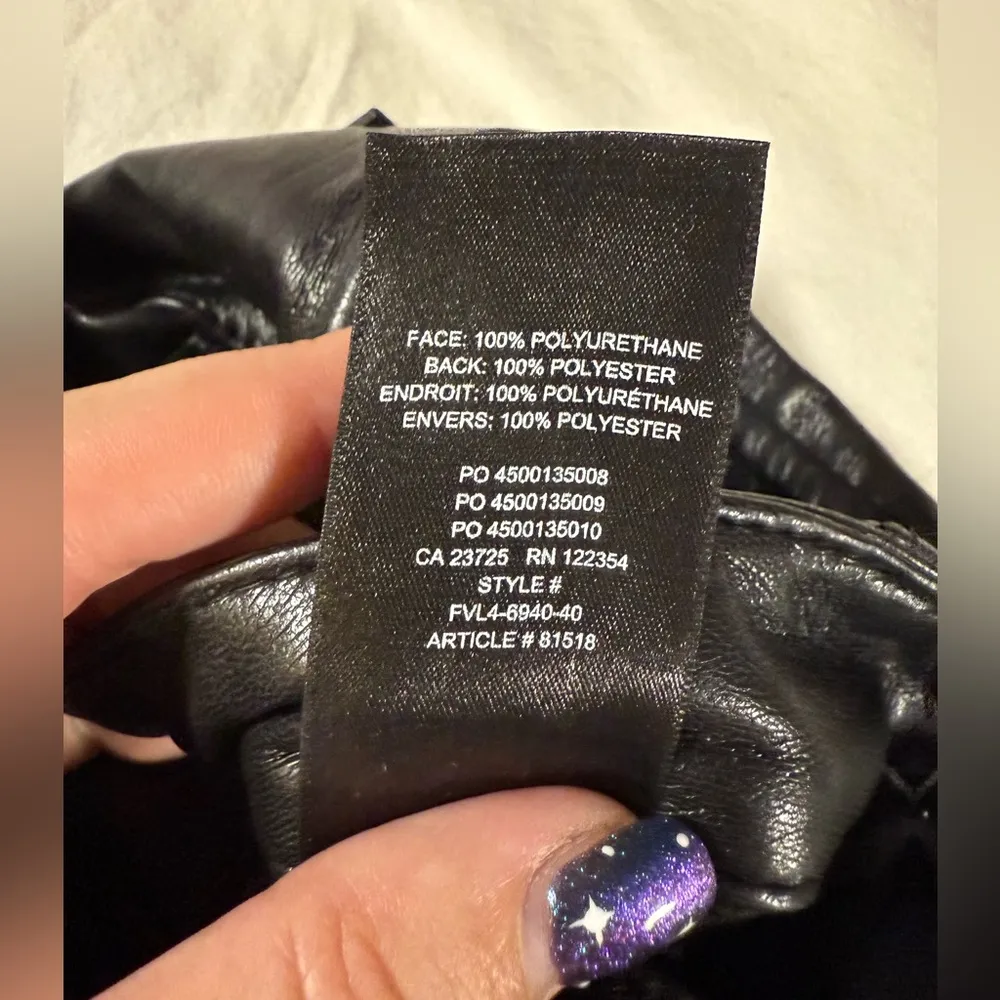 FACE: 100% POLYURETHANE
BACK: 100% POLYESTER
ENDROIT: 100% POLYURÉTHANE
ENVERS: 100% POLYESTER
PO 4500135008
PO 4500135009
PO 4500135010
CA 23725 RN 122354
STYLE #
FVL4-6940-40
ARTICLE # 81518